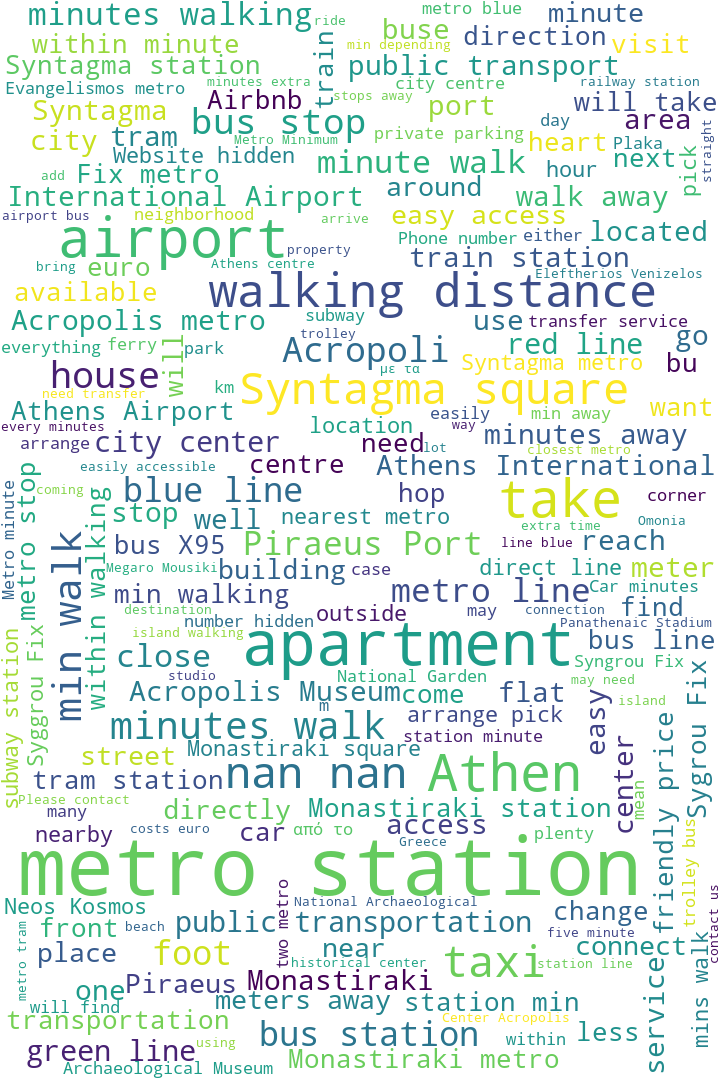 minutes walking
ride
metro blue
minute
within minute
train
buse
direction
visit
min depending
Syntagma station
public transport
Evangelismos metro
minutes extra
city centre
railway station
Airbnb
stops away
Syntagma
bus stop
port
will take
city
tram
Metro Minimum
private parking
day
area
heart
Plaka
straight
Website hidden
minute walk
hour
next
pick
add
Fix metro
International Airport
around
walk away
airport bus
neighborhood
arrive
easy access
airport
property
Phone number
either
located
bring
euro
Athens centre
train station
Eleftherios Venizelos
available
walking distance
Acropolis metro
subway
use
transfer service
go
everything
ferry
will
park
trolley
Acropoli
red line
με τα
Syntagma metro
bu
house
need transfer
km
Syntagma square
want
Athens Airport
location
easily
min away
every minutes
way
arrange
city center
need
lot
minutes away
closest metro
easily accessible
centre
Athens International
coming
metro stop
Metro minute
blue line
hop
take
corner
within walking
min walk
stop
well
nearest metro
extra time
Omonia
bus X95
Piraeus Port
line blue
reach
Megaro Mousiki
building
case
direct line
meter
min walking
metro line
Car minutes
destination
outside
may
connection
find
number hidden
Panathenaic Stadium
island walking
apartment
bus line
subway station
Syggrou Fix
close
Syngrou Fix
studio
National Garden
may need
Acropolis Museum
come
flat
island
m
easy
Sygrou Fix
minutes walk
arrange pick
Monastiraki square
station minute
street
center
friendly price
tram station
nan nan
Athen
mean
Please contact
many
directly
Monastiraki station
nearby
costs euro
car
από το
access
plenty
trolley bus
Greece
metro station
Neos Kosmos
two metro
National Archaeological
change
contact us
front
beach
public transportation
five minute
metro tram
place
foot
near
connect
mins walk
historical center
taxi
station line
one
Piraeus
Monastiraki
service
will find
meters away
station min
transportation
Center Acropolis
green line
using
bus station
within
less
Archaeological Museum
Monastiraki metro